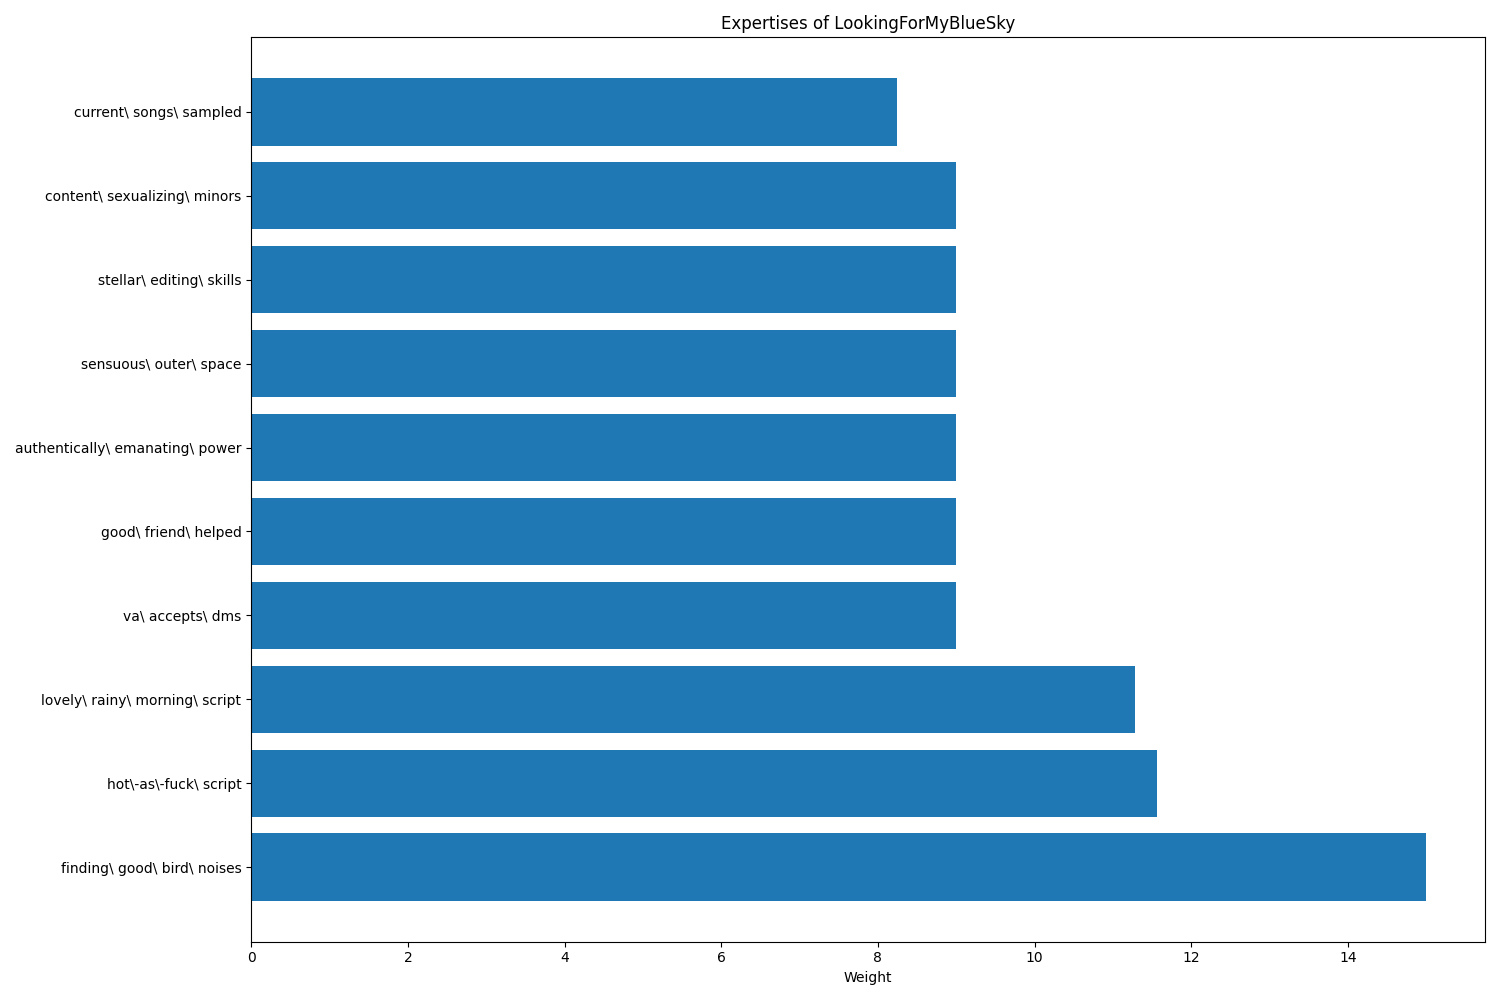 Expertises of LookingForMyBlueSky
current\ songs\ sampled
content\ sexualizing\ minors
stellar\ editing\ skills
sensuous\ outer\ space
authentically\ emanating\ power
good\ friend\ helped
va\ accepts\ dms
lovely\ rainy\ morning\ script
hot\-as\-fuck\ script
finding\ good\ bird\ noises
0 2 4 6 8 10 12 14
Weight